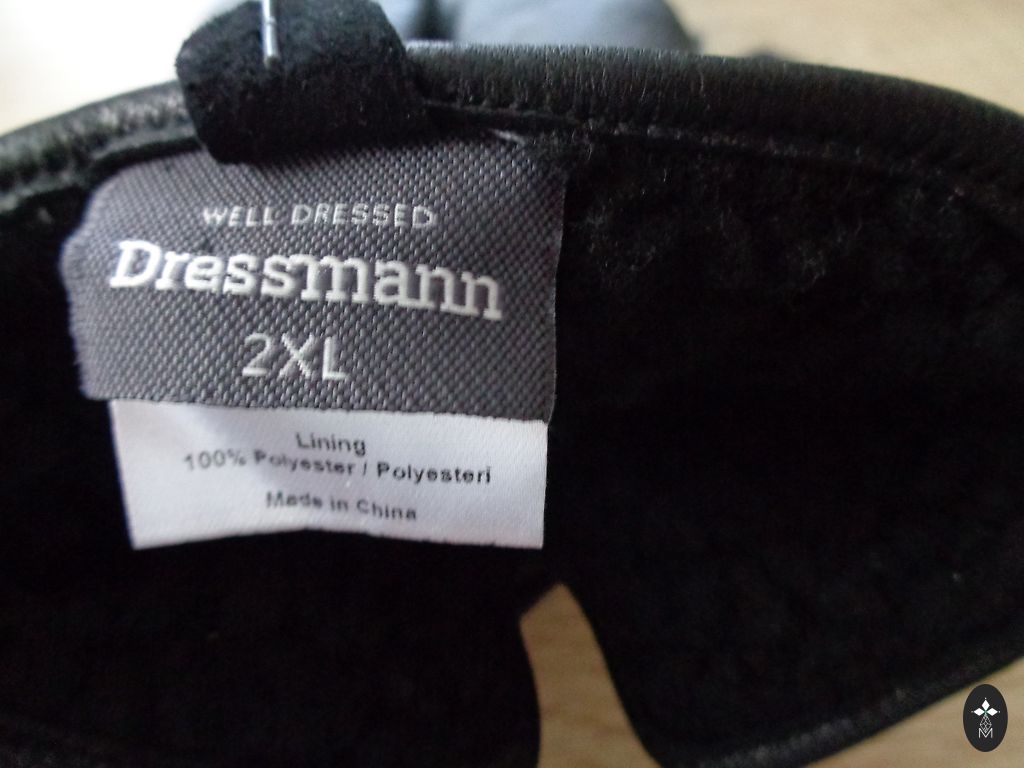 WELL DRESSED
Dressmann
2XL
Lining
100% Polyester / Polyesteri
Made in China
M